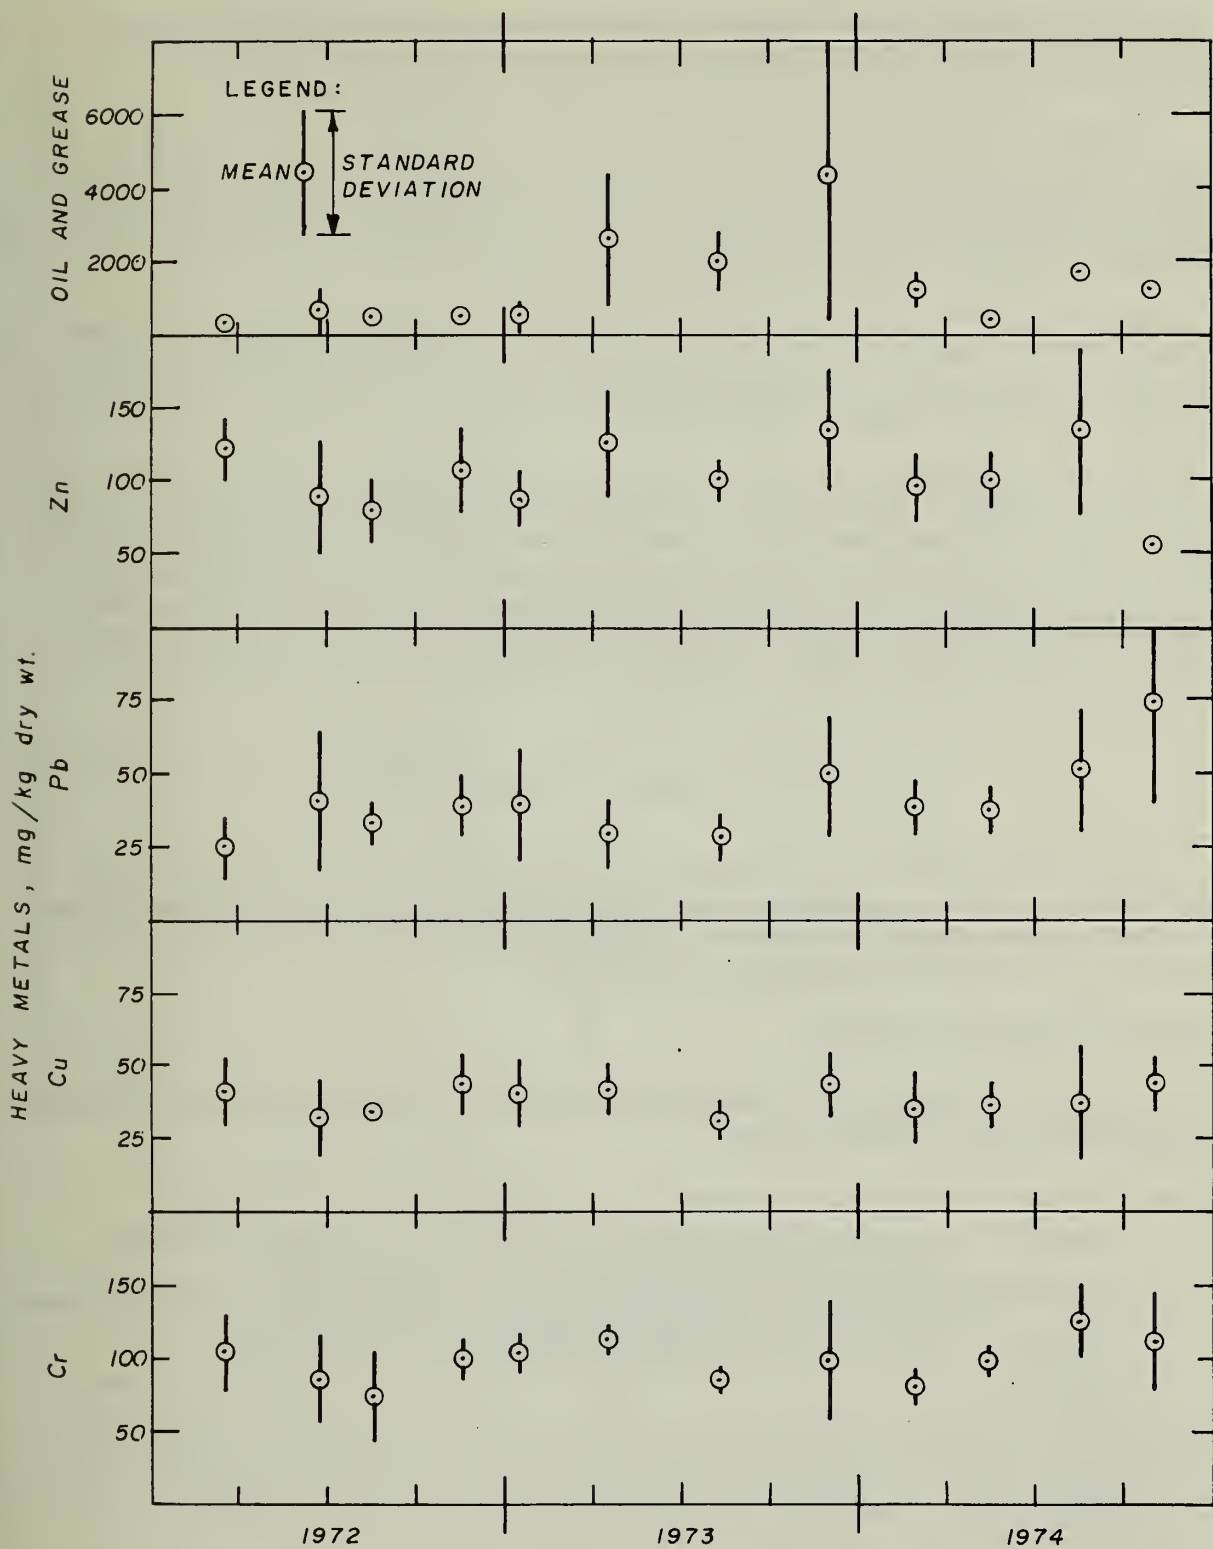 OIL AND GREASE
6000
4000
2000
LEGEND:
MEAN
STANDARD
DEVIATION
HEAVY METALS, mg/kg dry wt.
Zn
150
100
50
Pb
75
50
25
Cu
75
50
25
Cr
150
100
50
1972
1973
1974